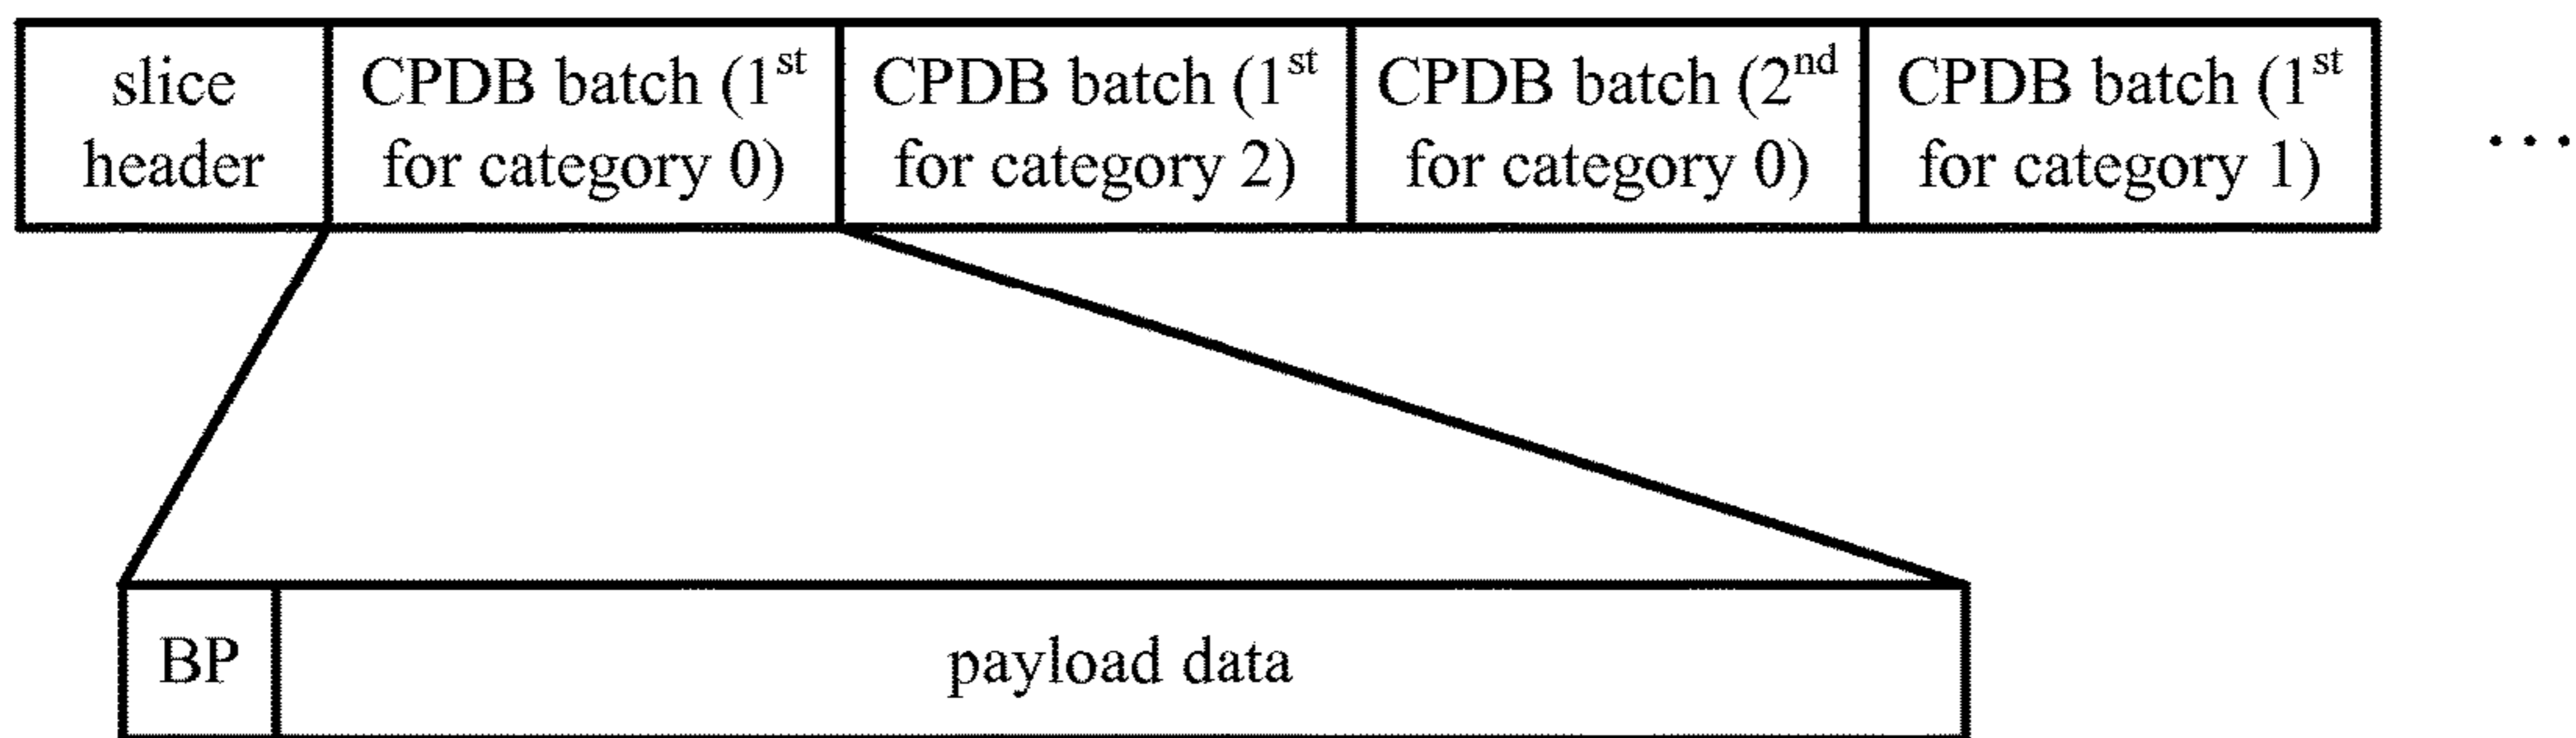 slice
header
CPDB batch (1st
for category 0)
CPDB batch (1st
for category 2)
CPDB batch (2nd
for category 0)
CPDB batch (1st
for category 1)
...
BP
payload data